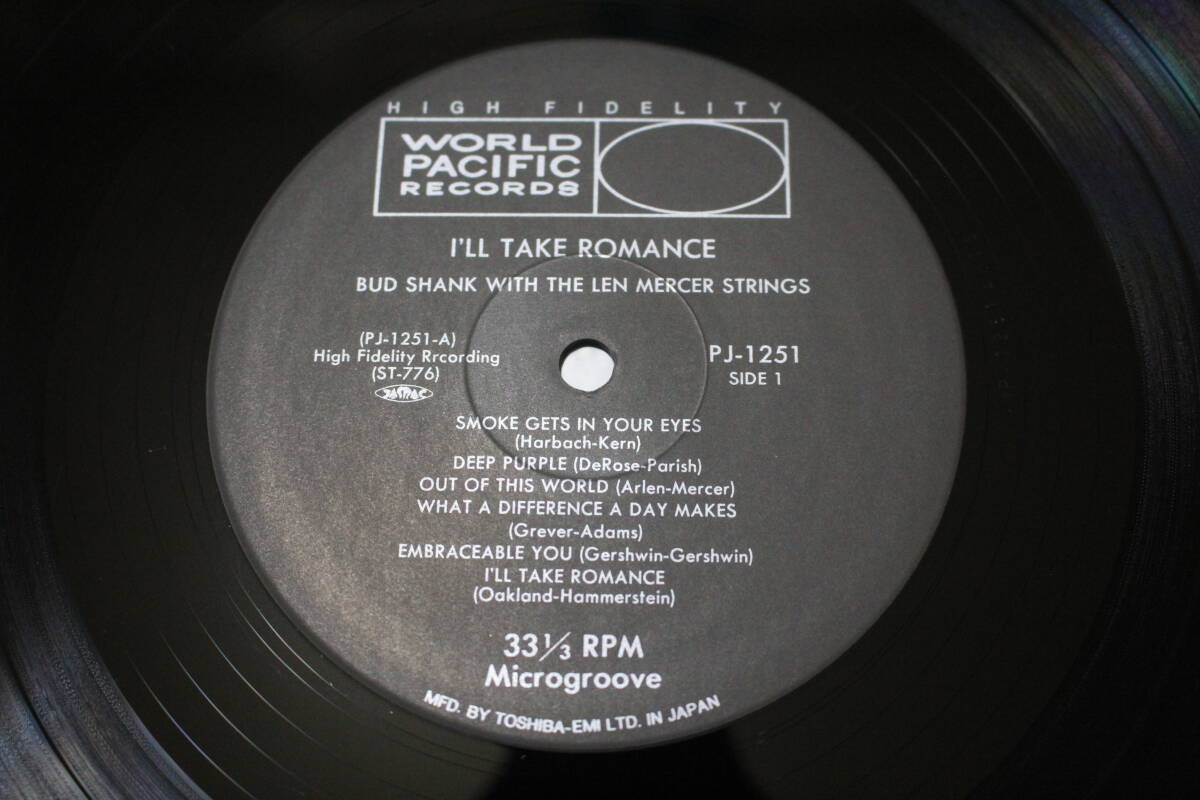 HIGH FIDELITY
WORLD
PACIFIC
RECORDS
I'LL TAKE ROMANCE
BUD SHANK WITH THE LEN MERCER STRINGS
(PJ-1251-A)
High Fidelity Rrcording
(ST-776)
JASRAC
PJ-1251
SIDE 1
SMOKE GETS IN YOUR EYES
(Harbach-Kern)
DEEP PURPLE (DeRose-Parish)
OUT OF THIS WORLD (Arlen-Mercer)
WHAT A DIFFERENCE A DAY MAKES
(Grever-Adams)
EMBRACEABLE YOU (Gershwin-Gershwin)
I'LL TAKE ROMANCE
(Oakland-Hammerstein)
33 1/3 RPM
Microgroove
MFD. BY TOSHIBA-EMI LTD. IN JAPAN